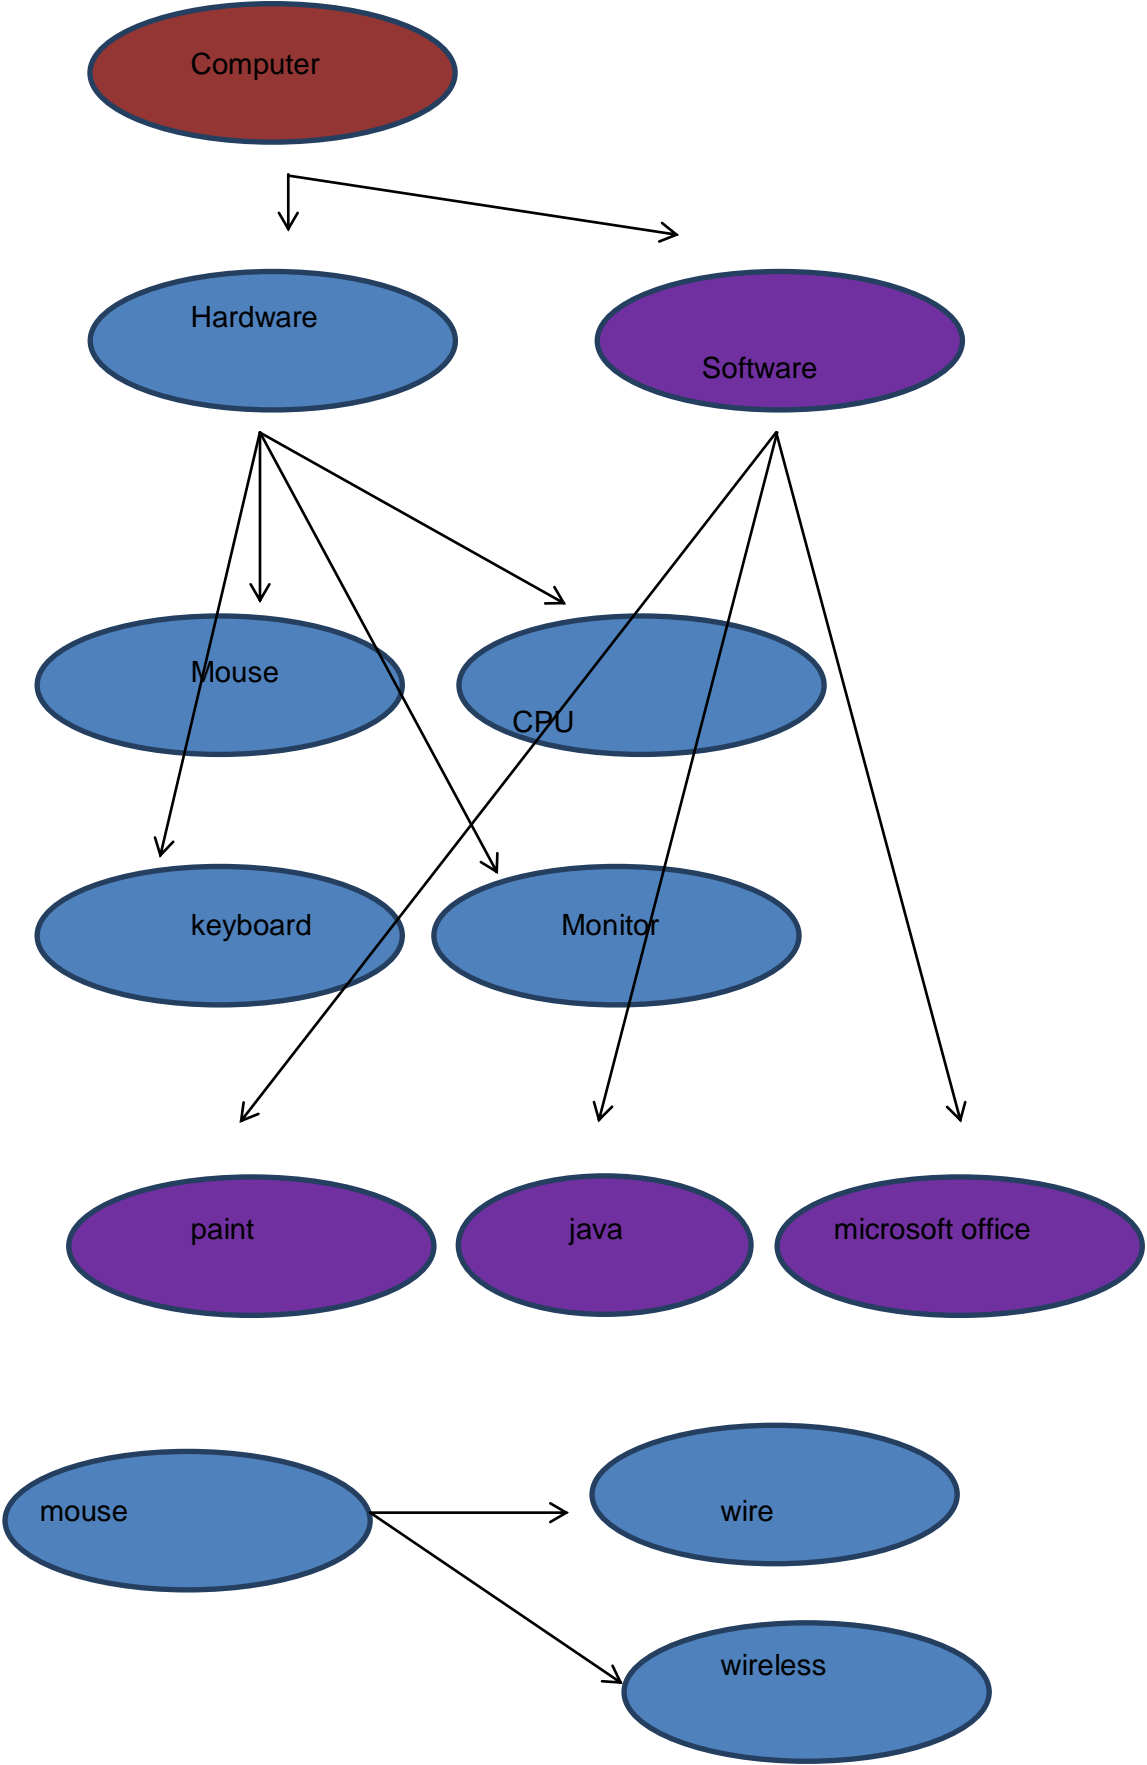 Computer
Hardware
Software
Mouse
CPU
keyboard
Monitor
paint
java
microsoft office
mouse
wire
wireless